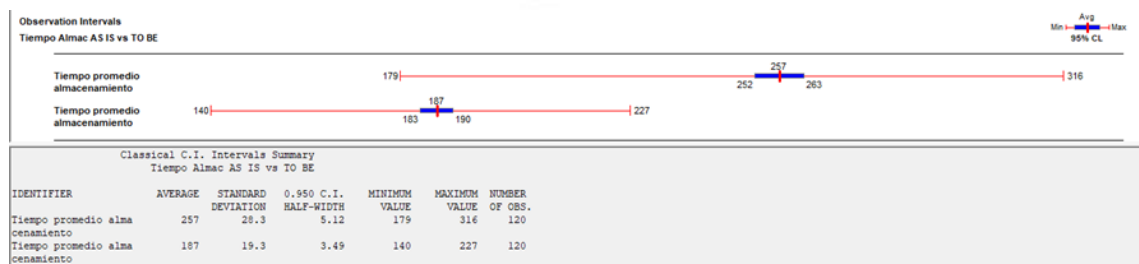 Observation Intervals
Avg
Min Max
Tiempo Almac AS IS vs TO BE
95% CL
Tiempo promedio
almacenamiento
179 257 316
252 263
Tiempo promedio
almacenamiento
140 187 227
183 190
Classical C.I. Intervals Summary
Tiempo Almac AS IS vs TO BE
IDENTIFIER AVERAGE STANDARD 0.950 C.I. MINIMUM MAXIMUM NUMBER
DEVIATION HALF-WIDTH VALUE VALUE OF OBS.
Tiempo promedio alma 257 28.3 5.12 179 316 120
cenamiento
Tiempo promedio alma 187 19.3 3.49 140 227 120
cenamiento